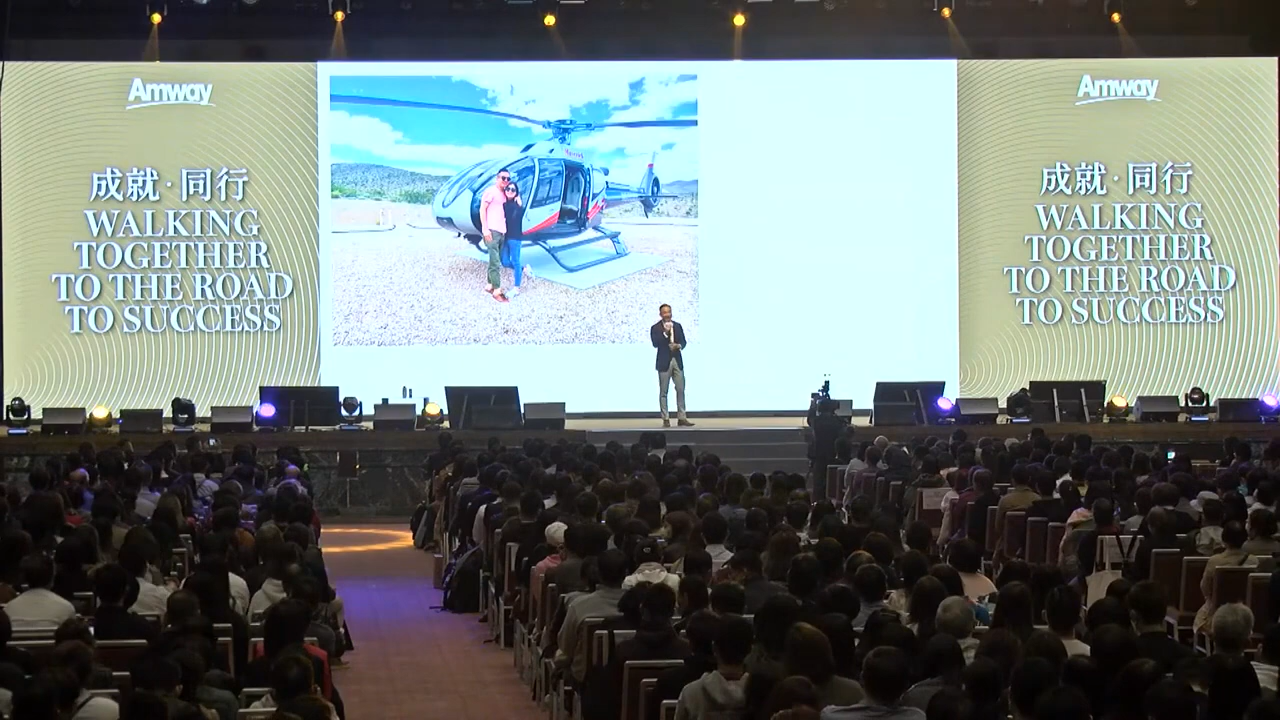 Amway
成就·同行
WALKING
TOGETHER
TO THE ROAD
TO SUCCESS
Amway
成就·同行
WALKING
TOGETHER
TO THE ROAD
TO SUCCESS